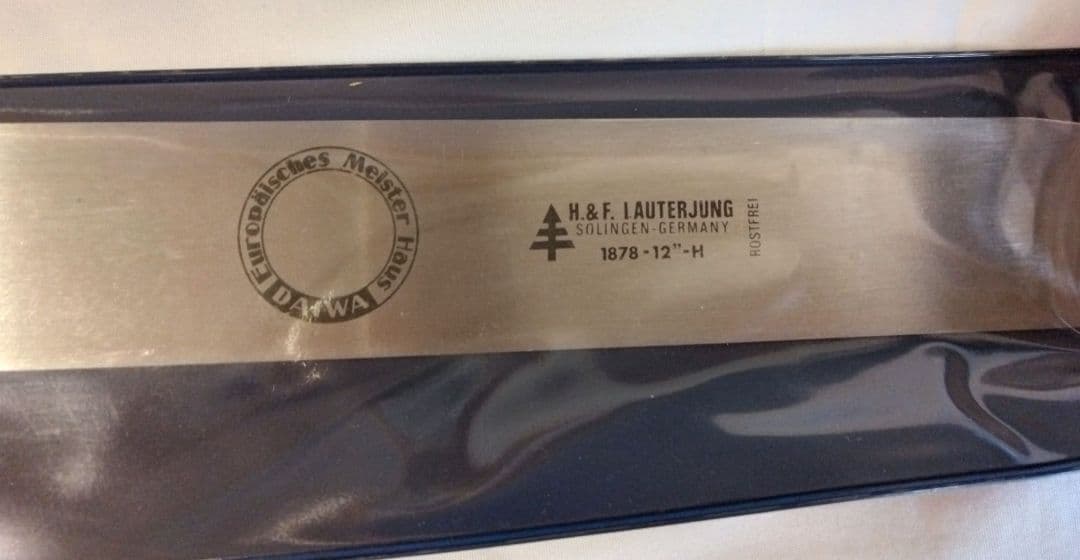 Europäisches Meister Haus
DAIWA
H.& F. LAUTERJUNG
SOLINGEN-GERMANY
1878-12"-H
ROSTFREI